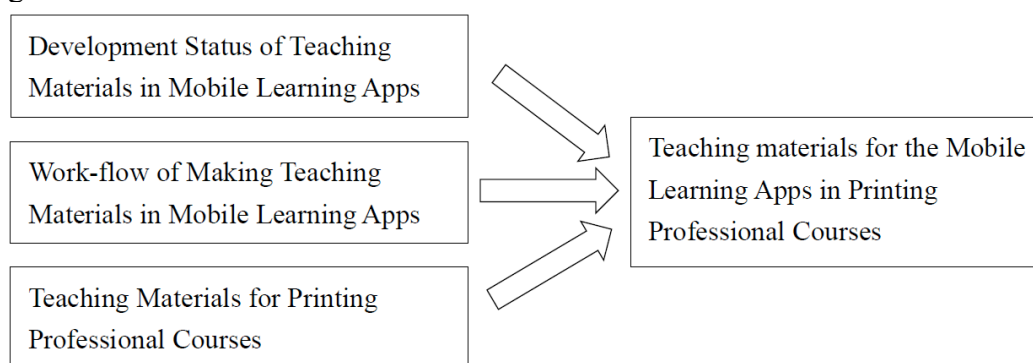 Development Status of Teaching
Materials in Mobile Learning Apps
Work-flow of Making Teaching
Materials in Mobile Learning Apps
Teaching Materials for Printing
Professional Courses
Teaching materials for the Mobile
Learning Apps in Printing
Professional Courses